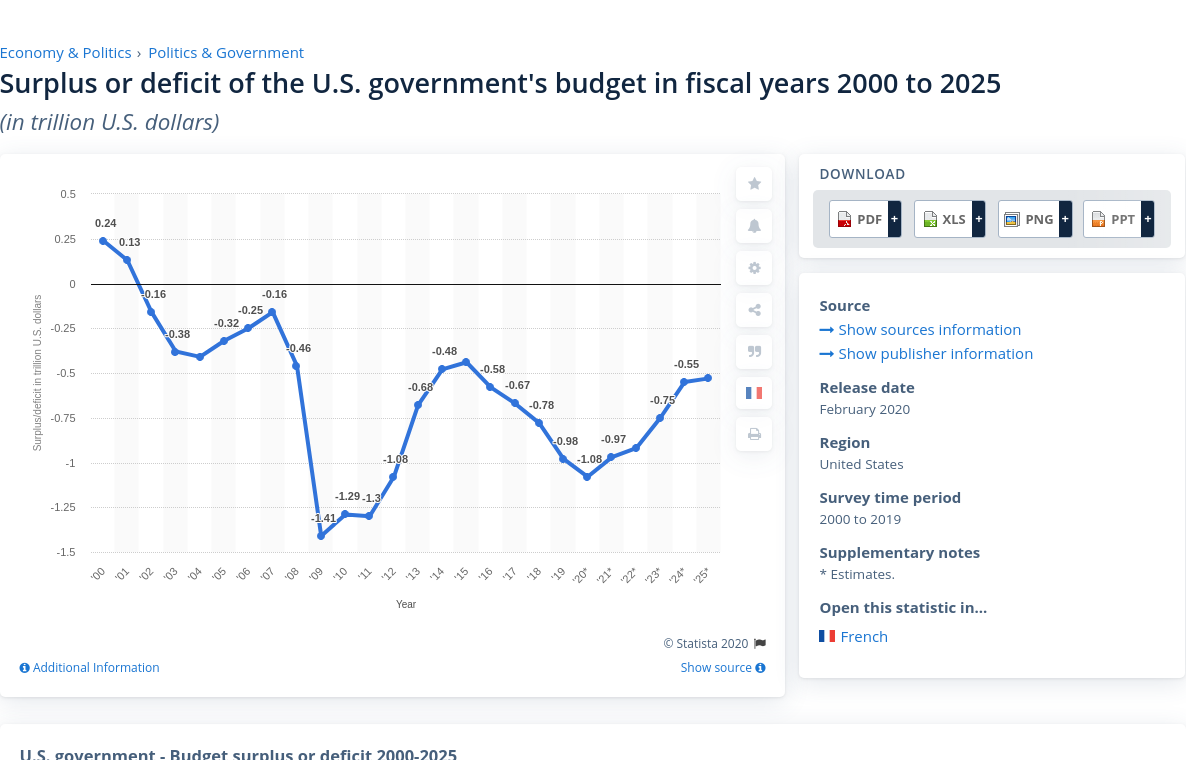 Economy & Politics › Politics & Government
Surplus or deficit of the U.S. government's budget in fiscal years 2000 to 2025
(in trillion U.S. dollars)
Surplus/deficit in trillion U.S. dollars
0.5
0.25
0
-0.25
-0.5
-0.75
-1
-1.25
-1.5
0.24
0.13
-0.16
-0.38
-0.32
-0.25
-0.16
-0.46
-1.41
-1.29
-1.3
-1.08
-0.68
-0.48
-0.58
-0.67
-0.78
-0.98
-1.08
-0.97
-0.75
-0.55
'00 '01 '02 '03 '04 '05 '06 '07 '08 '09 '10 '11 '12 '13 '14 '15 '16 '17 '18 '19 '20* '21* '22* '23* '24* '25*
Year
© Statista 2020
Additional Information
Show source
DOWNLOAD
PDF + XLS + PNG + PPT +
Source
Show sources information
Show publisher information
Release date
February 2020
Region
United States
Survey time period
2000 to 2019
Supplementary notes
* Estimates.
Open this statistic in...
French
U.S. government - Budget surplus or deficit 2000-2025